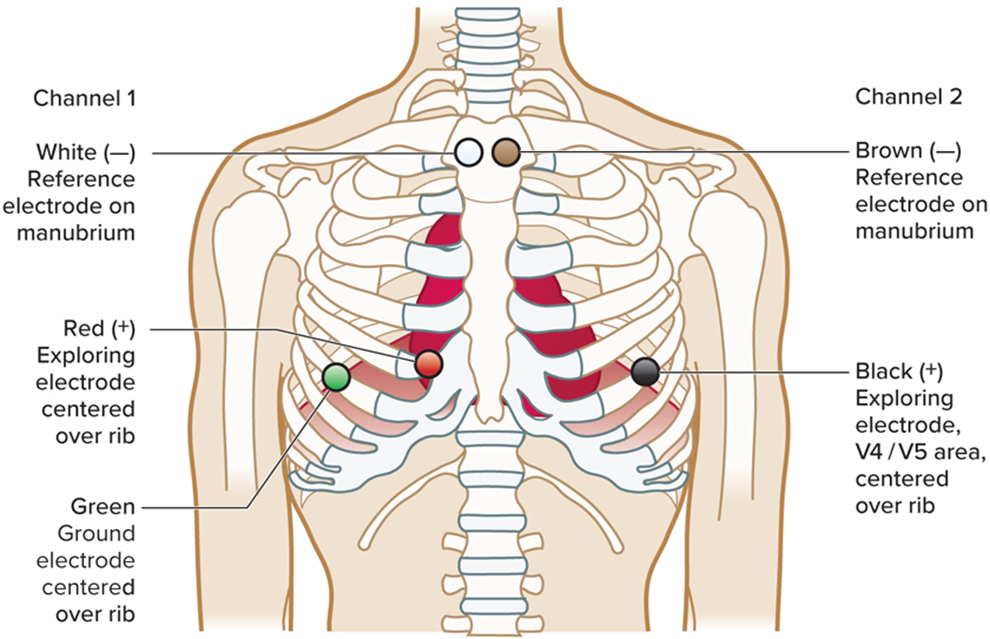 Channel 1
White (—)
Reference
electrode on
manubrium
Red (+)
Exploring
electrode
centered
over rib
Green
Ground
electrode
centered
over rib
Channel 2
Brown (—)
Reference
electrode on
manubrium
Black (+)
Exploring
electrode,
V4 / V5 area,
centered
over rib